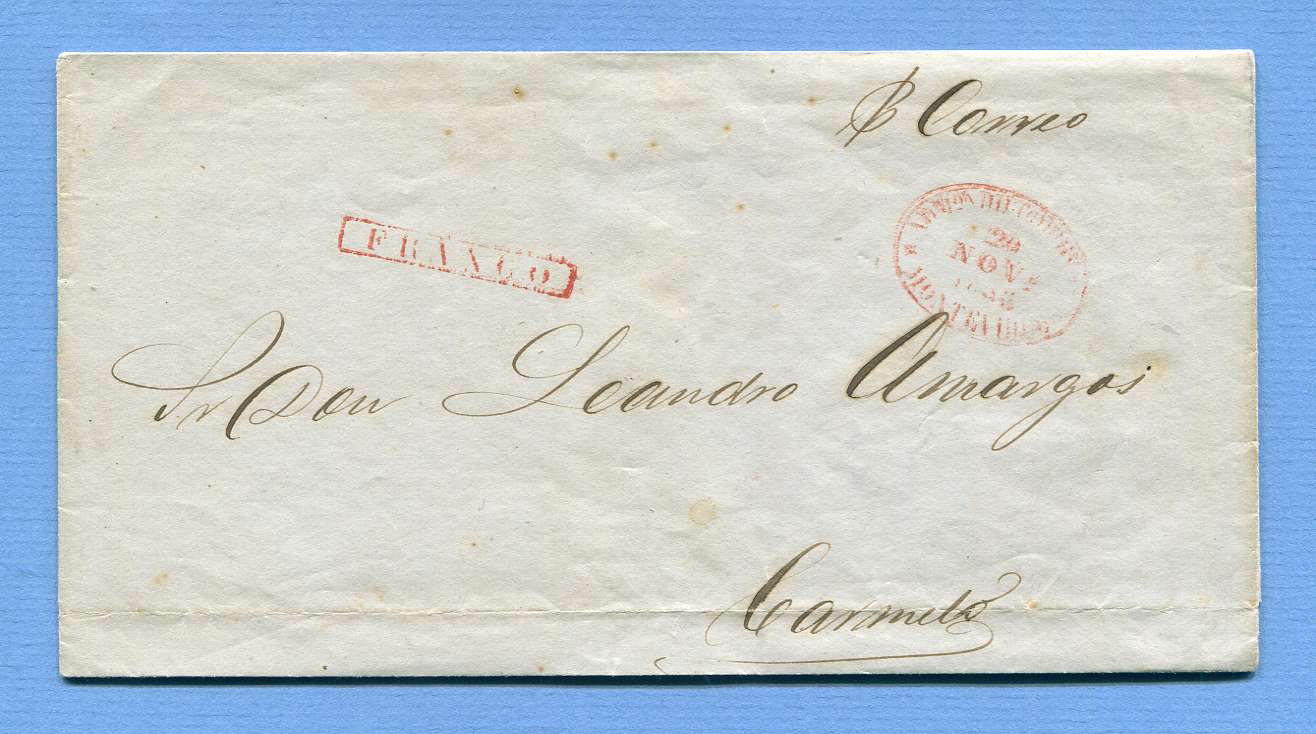 p Correo
FRANCO
20
NOVE
MONTEVIDEO
Sr Don Leandro Amargos
Carmelo